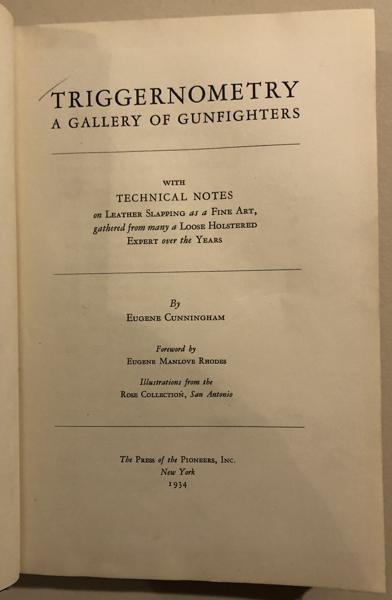 TRIGGERNOMETRY
A GALLERY OF GUNFIGHTERS
WITH
TECHNICAL NOTES
on LEATHER SLAPPING as a FINE ART,
gathered from many a LOOSE HOLSTERED
EXPERT over the YEARS
By
EUGENE CUNNINGHAM
Foreword by
EUGENE MANLOVE RHODES
Illustrations from the
ROSE COLLECTION, San Antonio
The PRESS of the PIONEERS, INC.
New York
1934